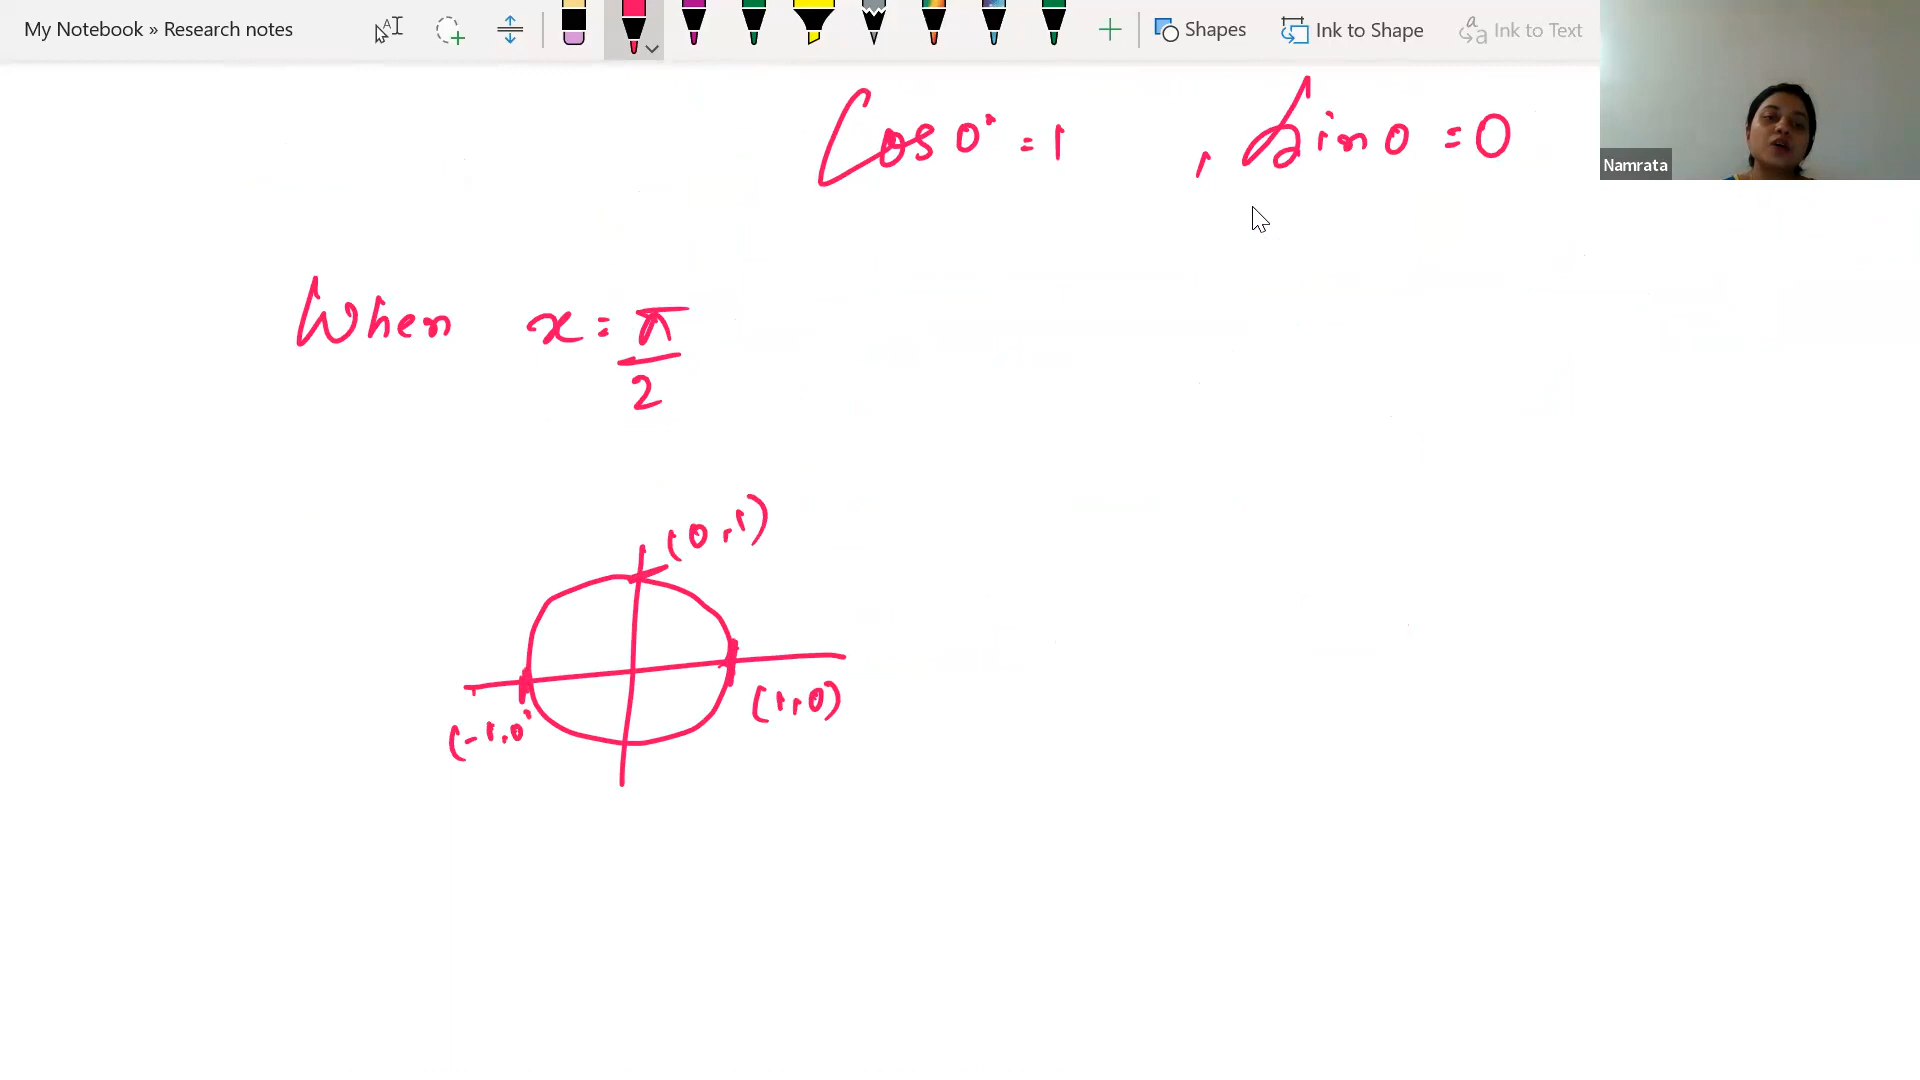 My Notebook » Research notes
Shapes
Ink to Shape
Ink to Text
Namrata
Cos 0° = 1 , Sin 0 = 0
When x = π/2
(0,1)
(1,0)
(-1,0)